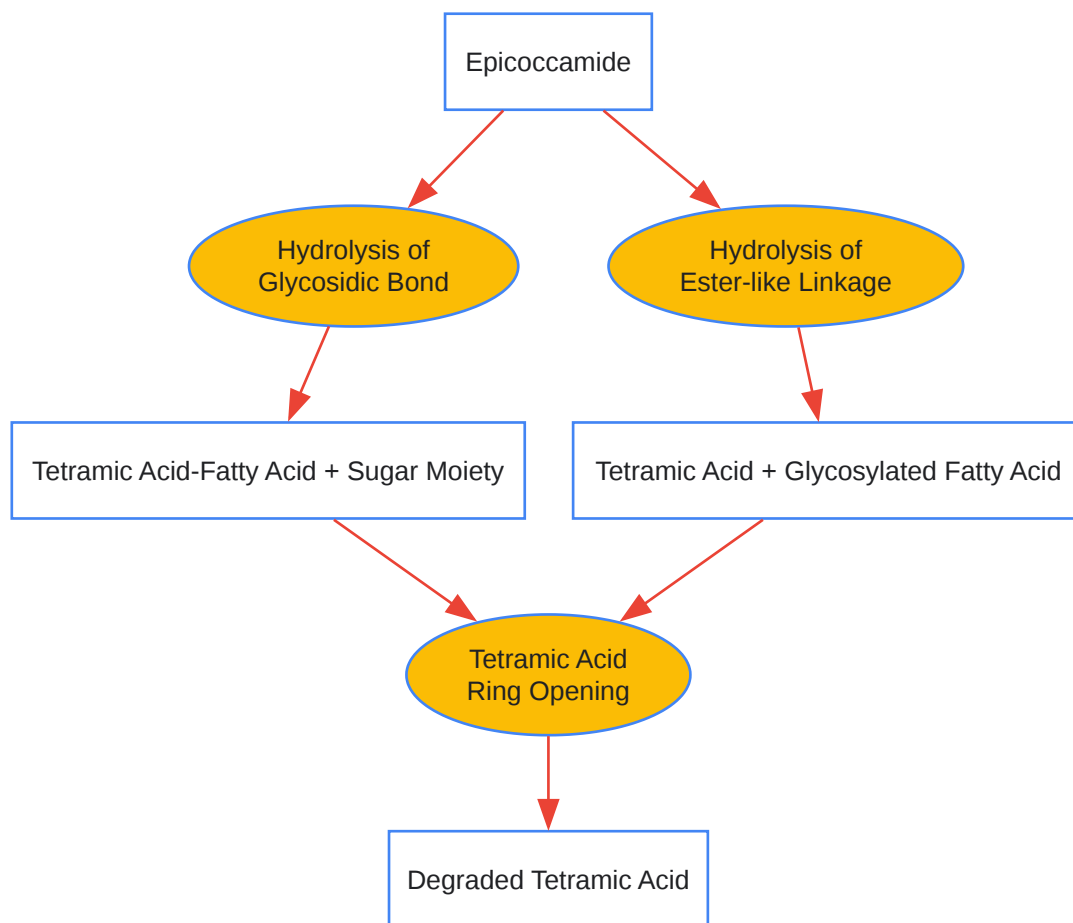 Epicoccamide
Hydrolysis of
Glycosidic Bond
Hydrolysis of
Ester-like Linkage
Tetramic Acid-Fatty Acid + Sugar Moiety
Tetramic Acid + Glycosylated Fatty Acid
Tetramic Acid
Ring Opening
Degraded Tetramic Acid